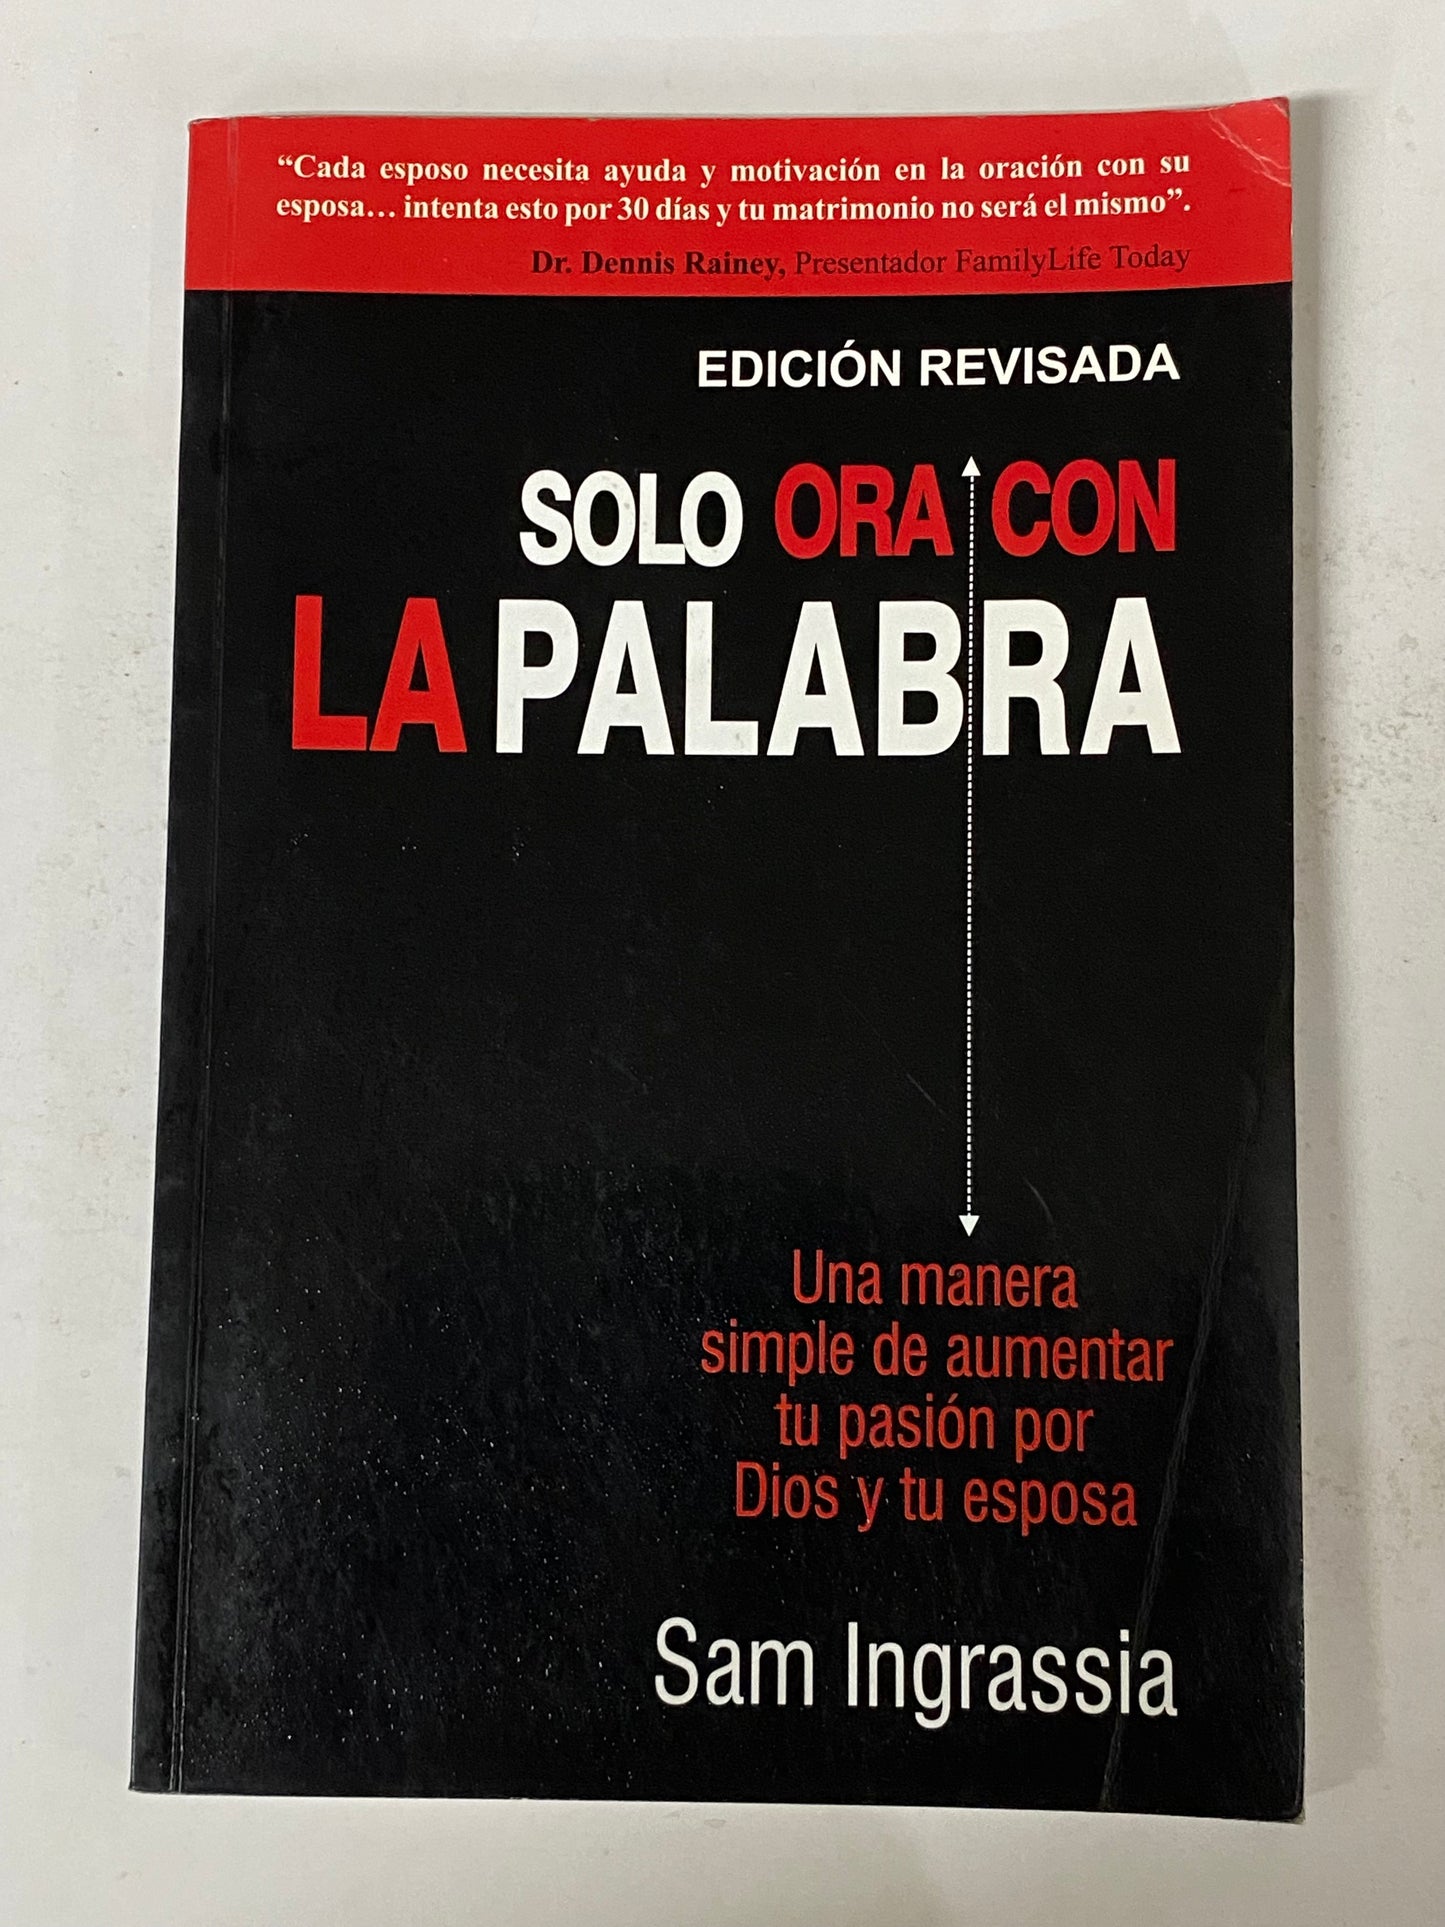 “Cada esposo necesita ayuda y motivación en la oración con su
esposa… intenta esto por 30 días y tu matrimonio no será el mismo”.
Dr. Dennis Rainey, Presentador FamilyLife Today
EDICIÓN REVISADA
SOLO ORA CON
LA PALABRA
Una manera
simple de aumentar
tu pasión por
Dios y tu esposa
Sam Ingrassia